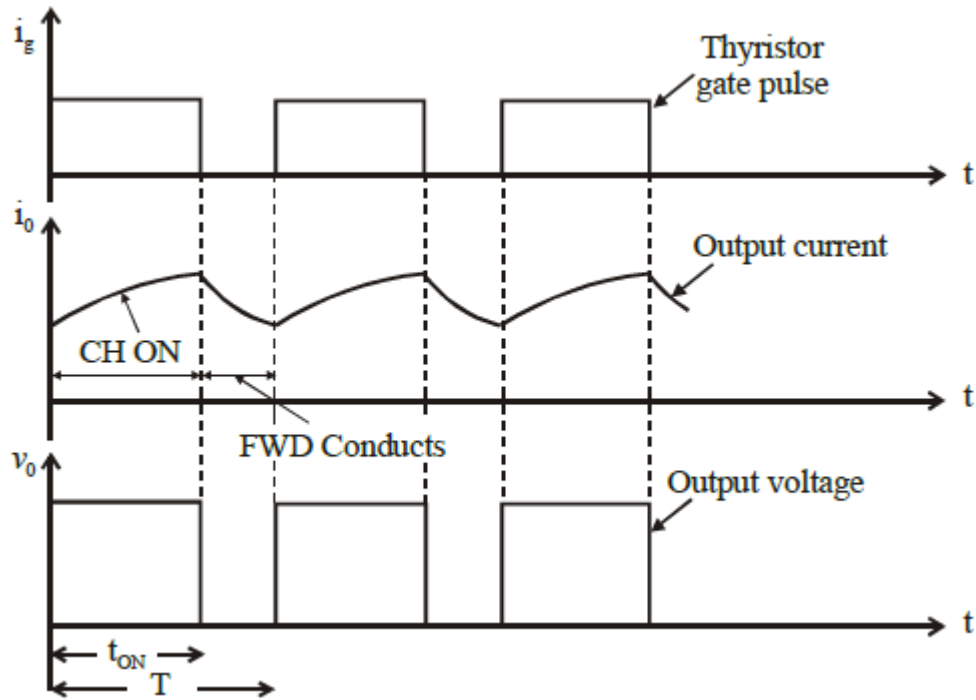 i_g
Thyristor
gate pulse
t
i_0
Output current
CH ON
t
FWD Conducts
v_0
Output voltage
t
t_ON
T